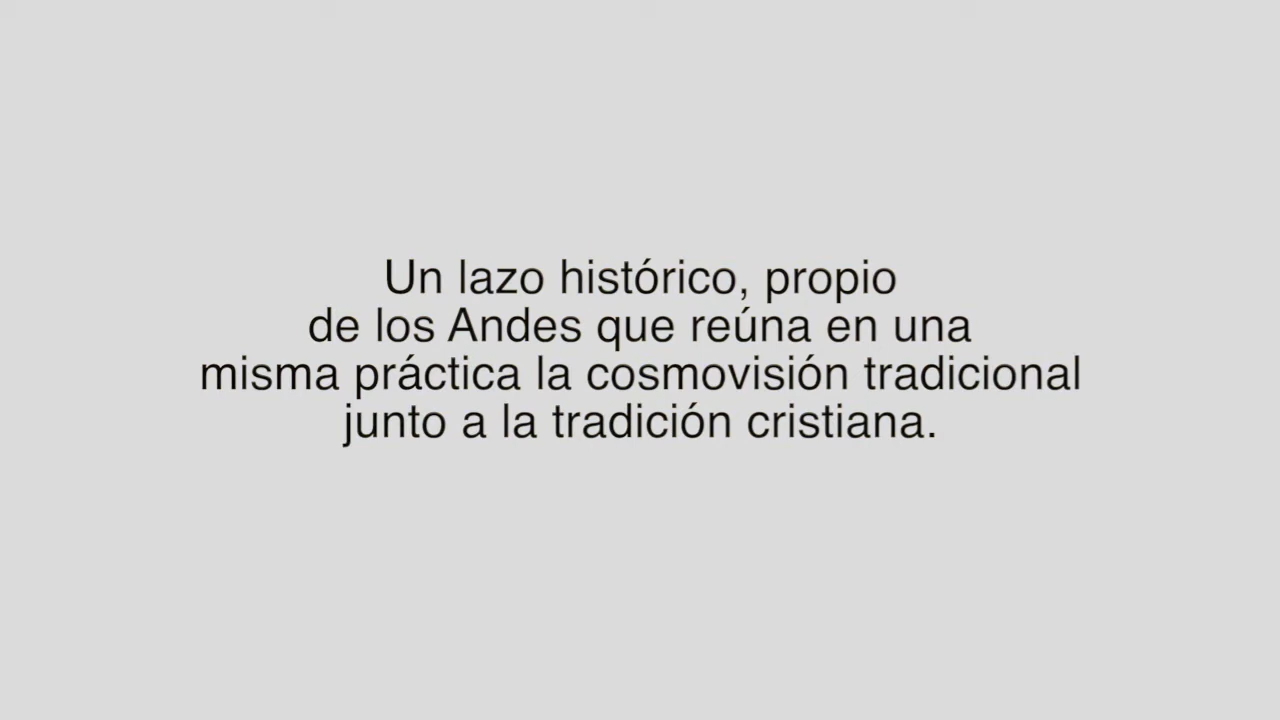 Un lazo histórico, propio
de los Andes que reúna en una
misma práctica la cosmovisión tradicional
junto a la tradición cristiana.